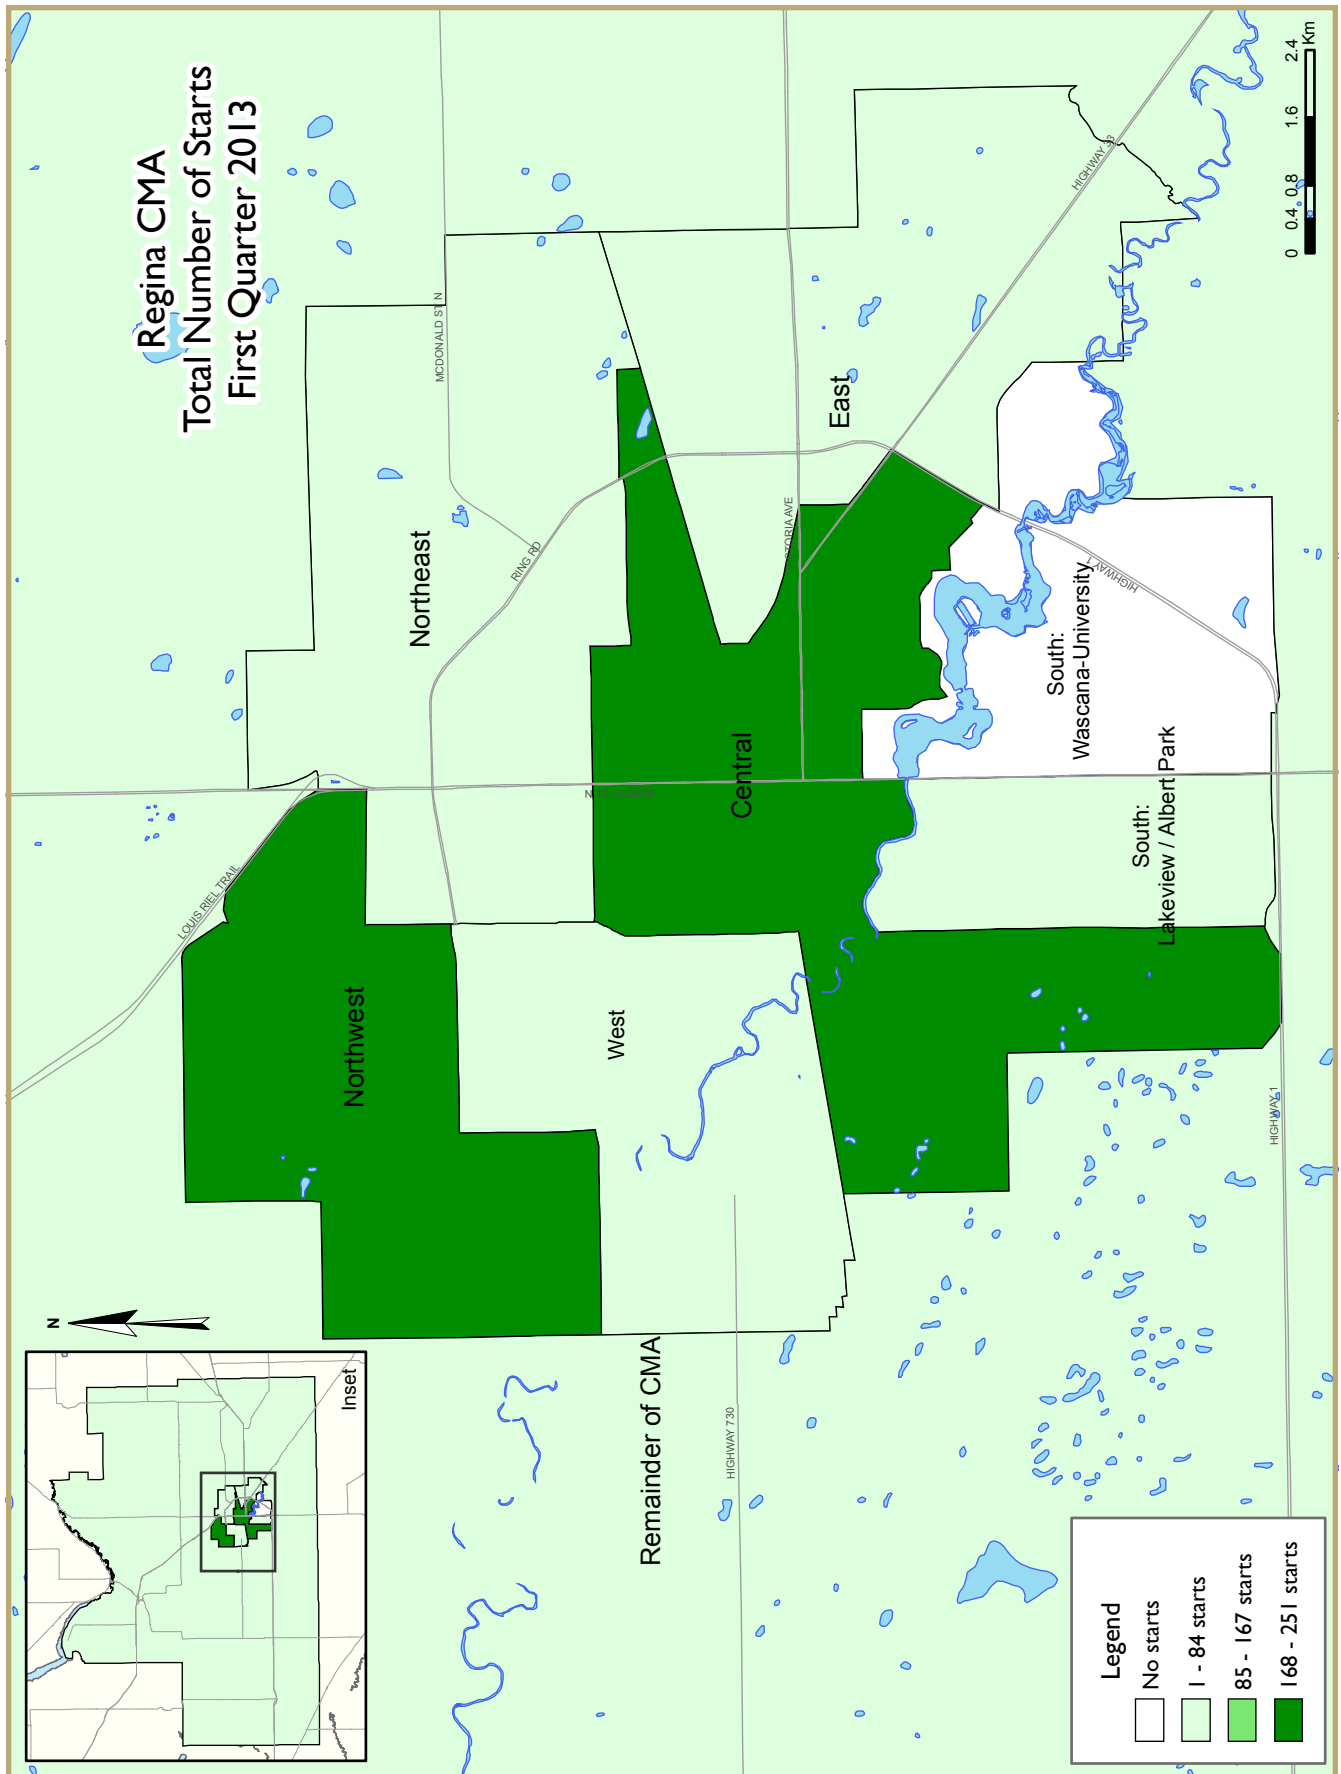 Regina CMA
Total Number of Starts
First Quarter 2013
N
Inset
LOUIS RIEL TRAIL
MCDONALD ST N
RING RD
Northeast
Northwest
West
Central
East
HIGHWAY 33
HIGHWAY 1
South:
Wascana-University
South:
Lakeview / Albert Park
HIGHWAY 1
Remainder of CMA
HIGHWAY 730
Legend
No starts
1 - 84 starts
85 - 167 starts
168 - 251 starts
0 0.4 0.8 1.6 2.4
Km